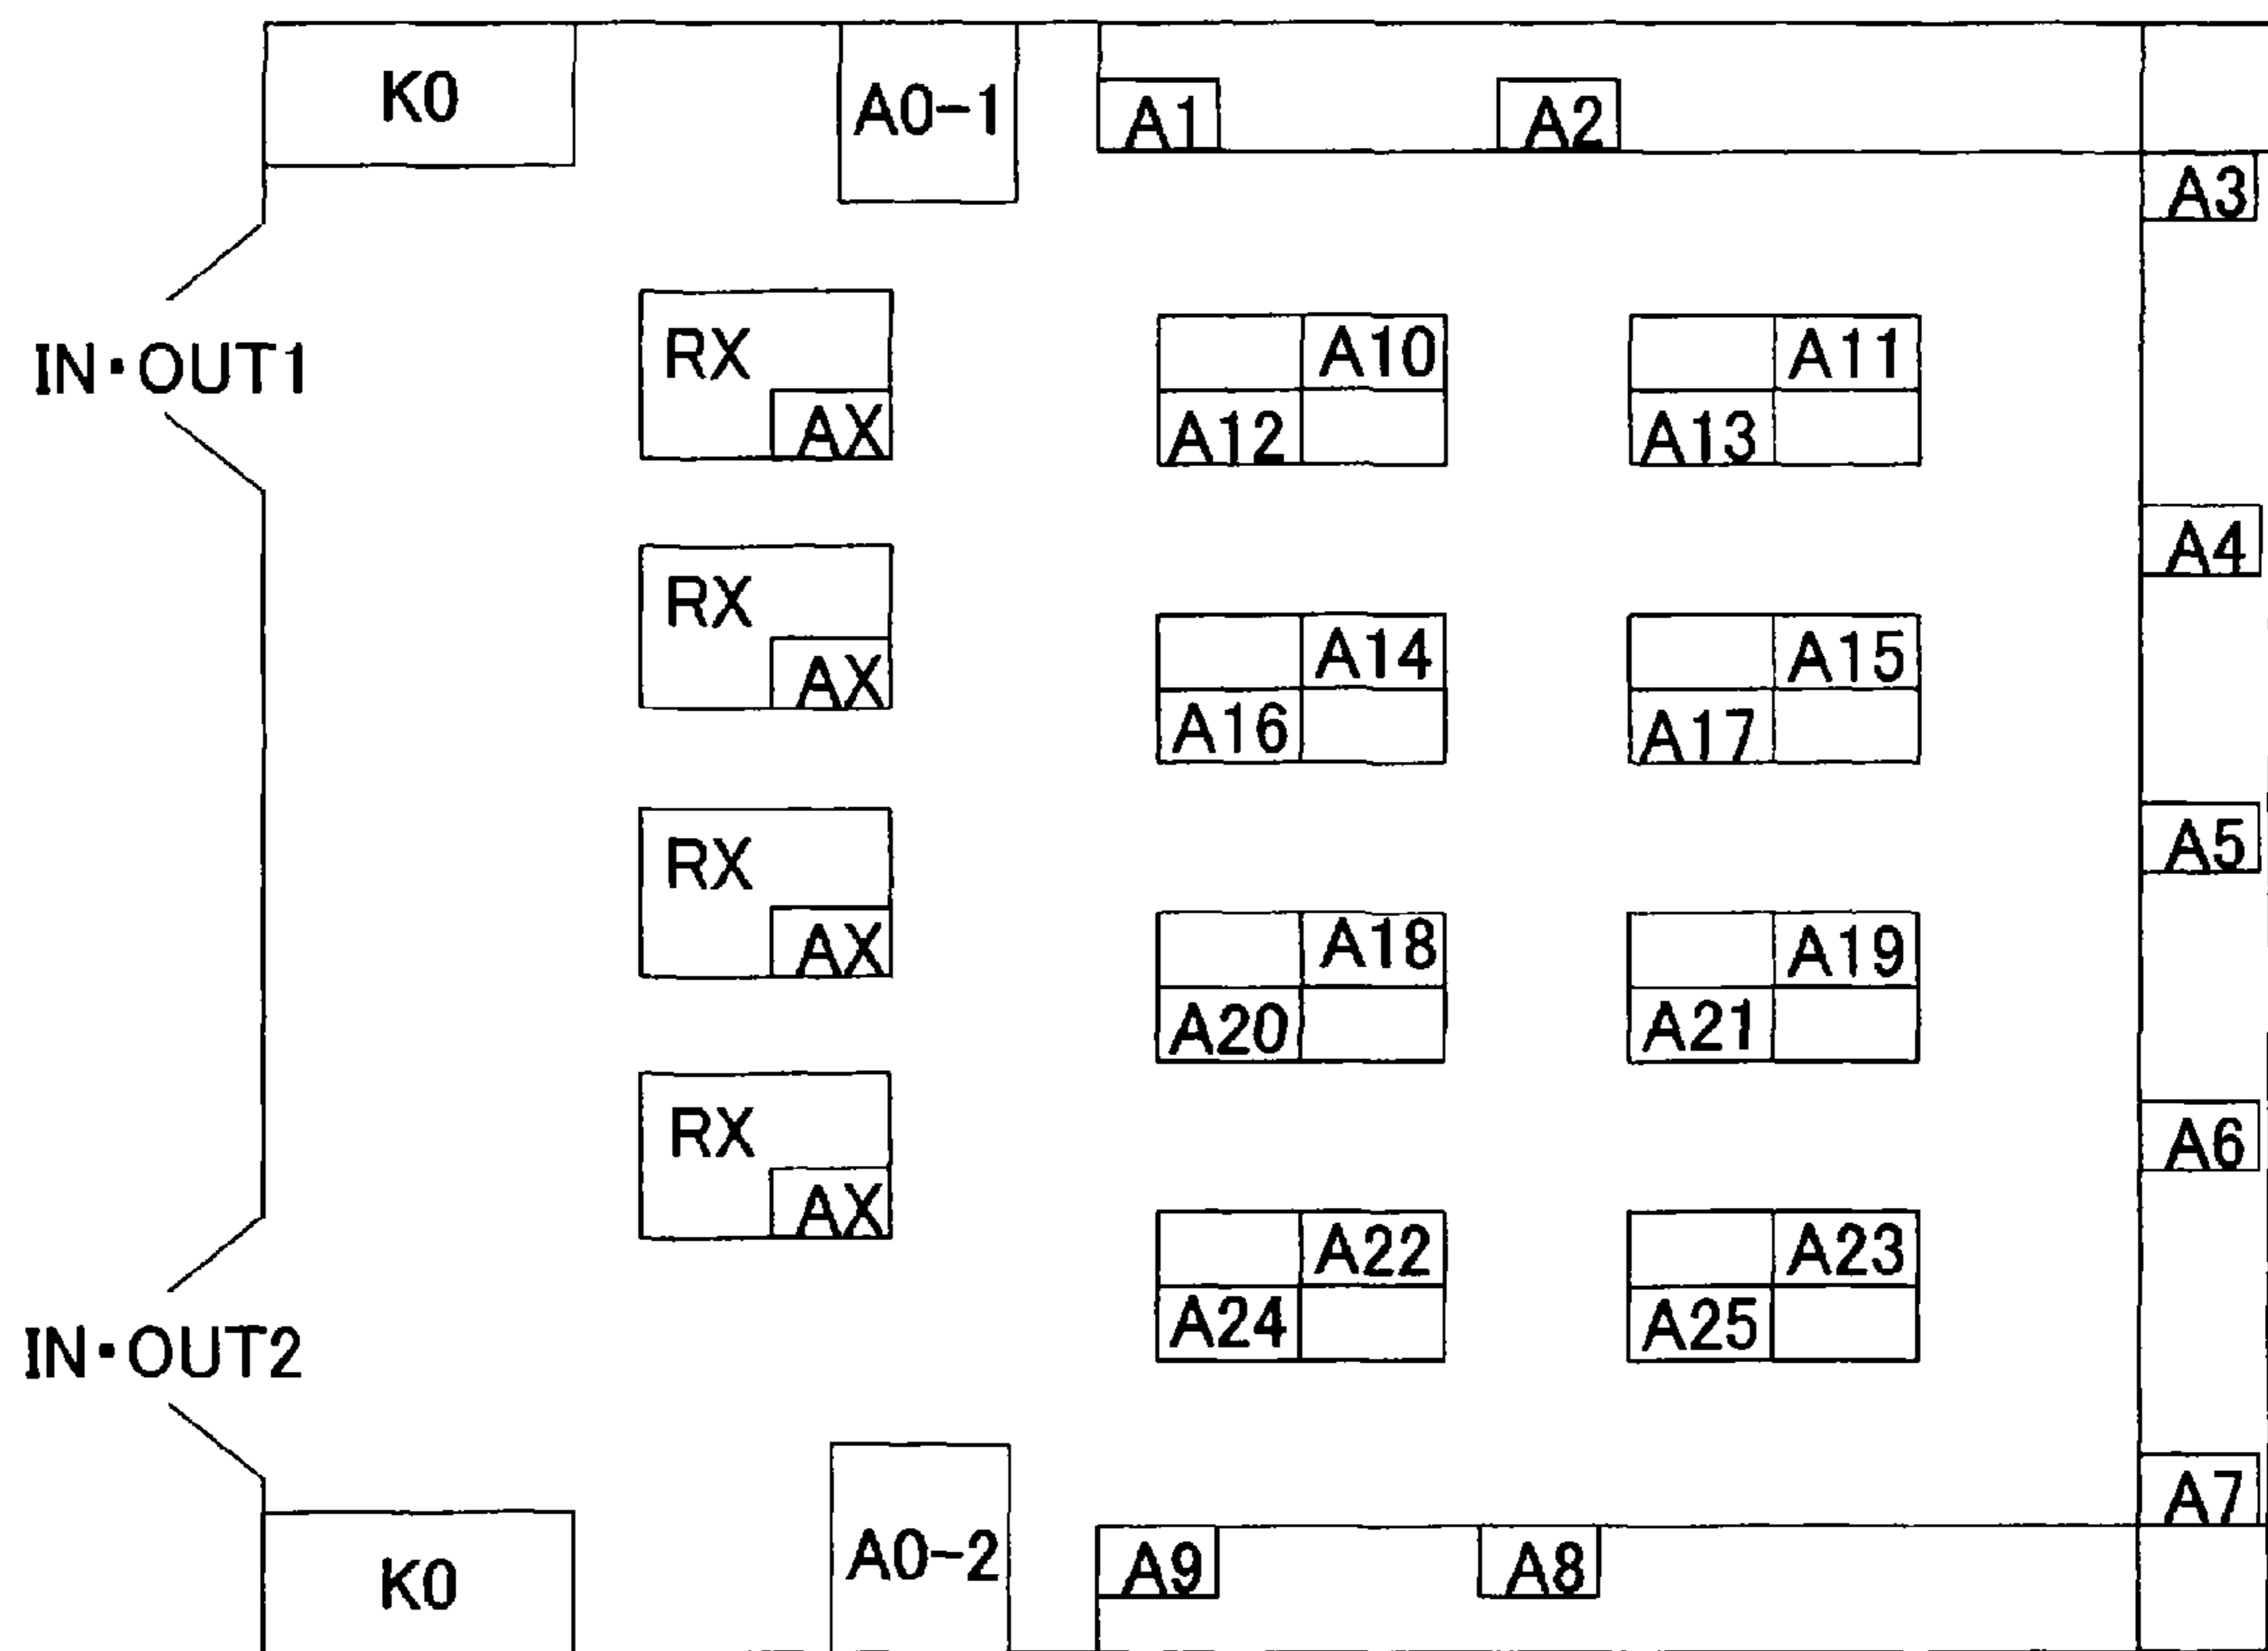 K0
A0-1
A1
A2
A3
IN・OUT1
RX
AX
A10
A12
A11
A13
A4
RX
AX
A14
A16
A15
A17
A5
RX
AX
A18
A20
A19
A21
A6
RX
AX
A22
A24
A23
A25
IN・OUT2
A7
K0
A0-2
A9
A8